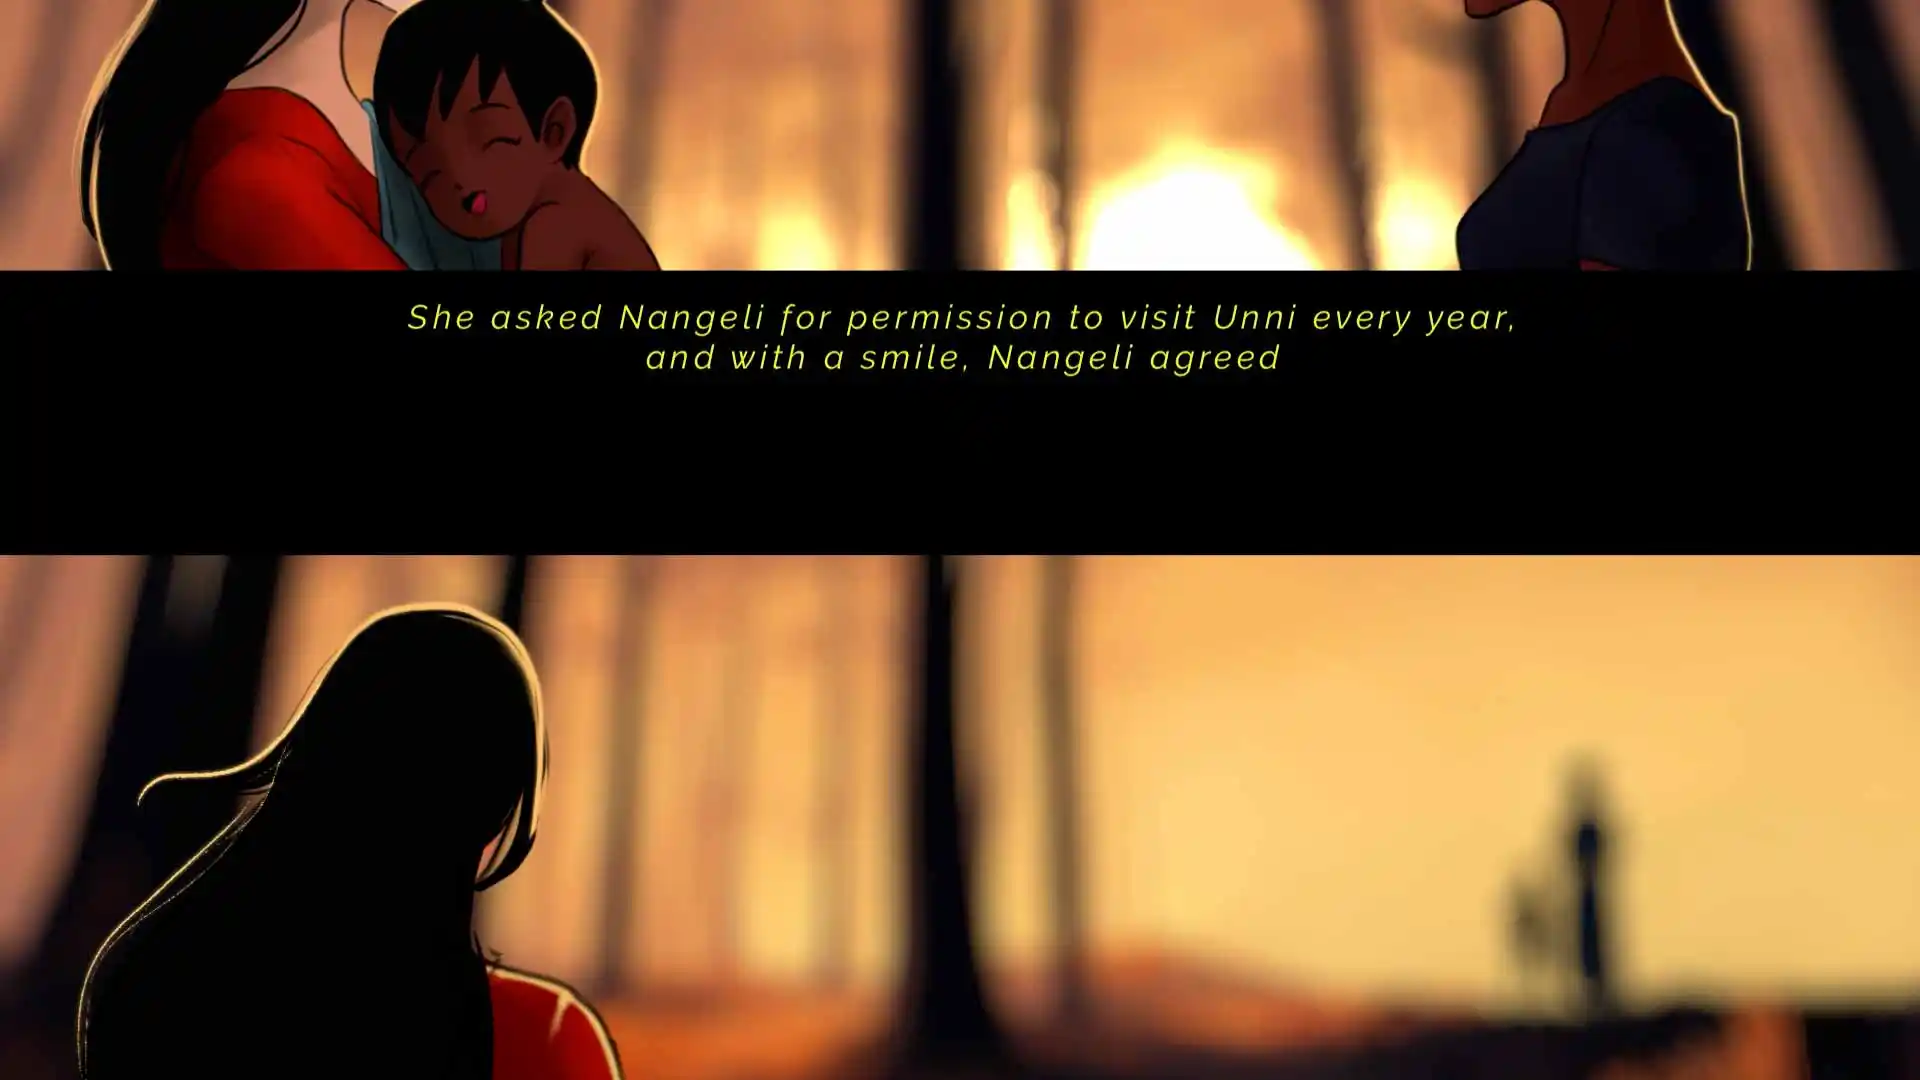 She asked Nangeli for permission to visit Unni every year,
and with a smile, Nangeli agreed